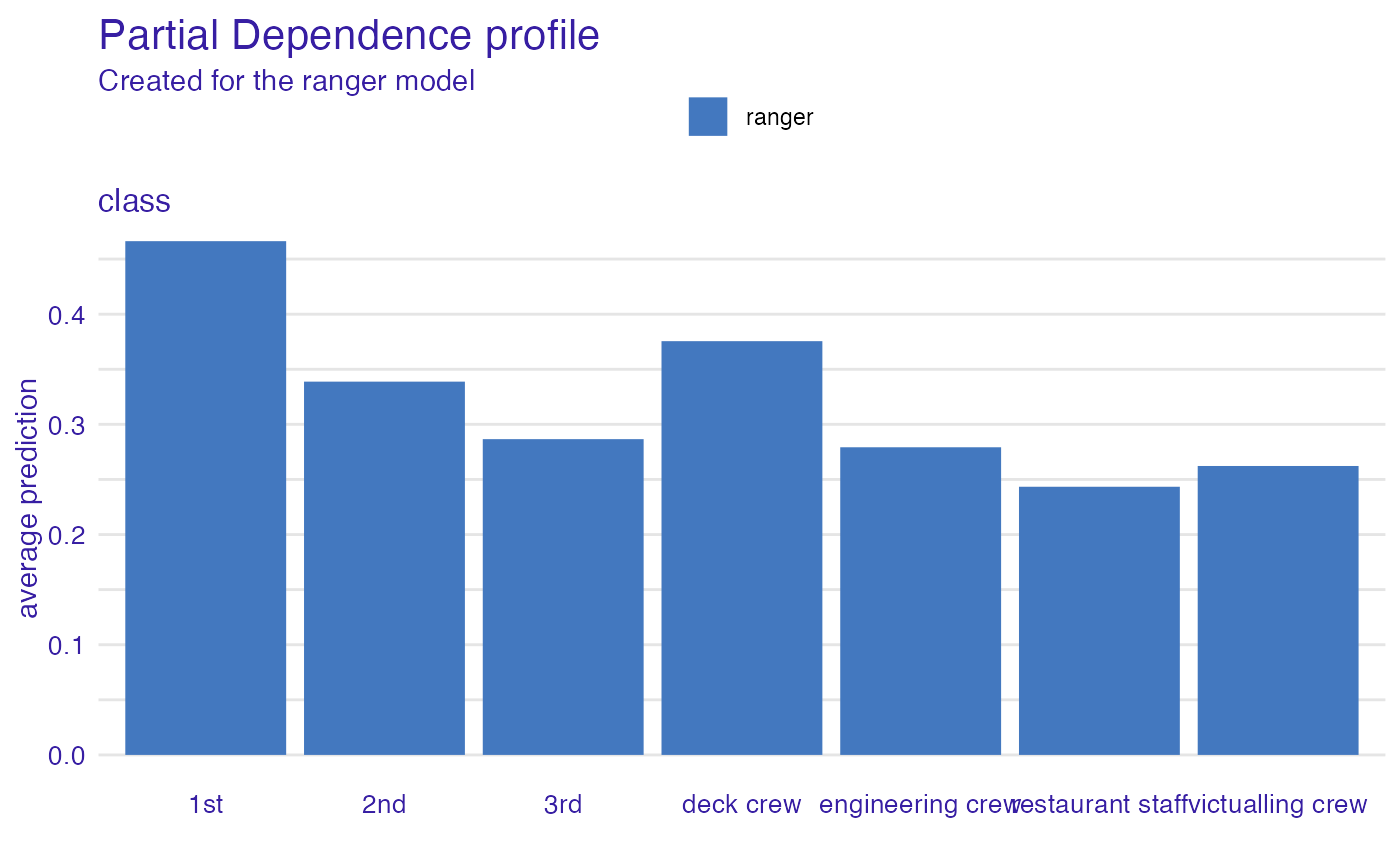 Partial Dependence profile
Created for the ranger model
ranger
class
average prediction
0.4
0.3
0.2
0.1
0.0
1st 2nd 3rd deck crew engineering crew restaurant staff victualling crew